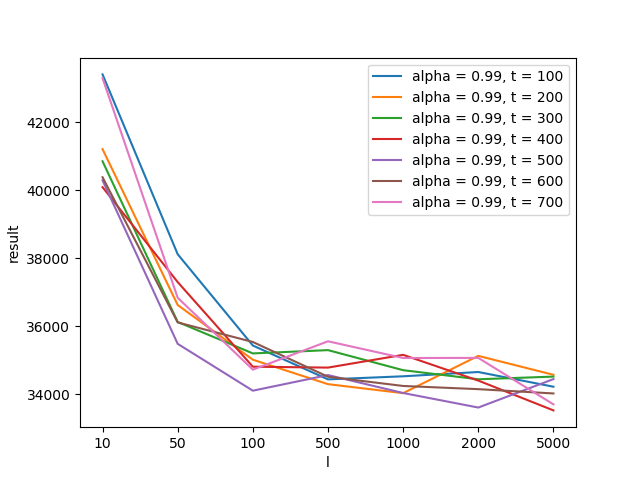 alpha = 0.99, t = 100
alpha = 0.99, t = 200
alpha = 0.99, t = 300
alpha = 0.99, t = 400
alpha = 0.99, t = 500
alpha = 0.99, t = 600
alpha = 0.99, t = 700
42000
40000
38000
36000
34000
result
10 50 100 500 1000 2000 5000
l